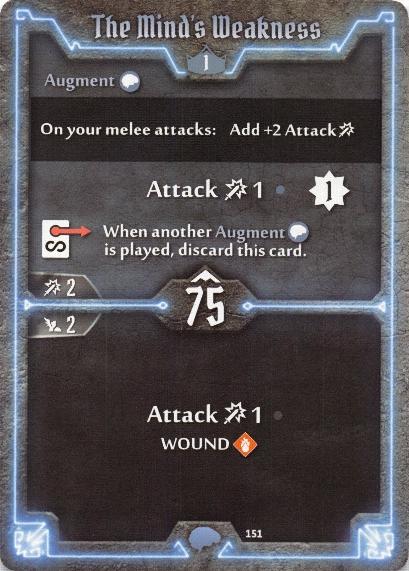 The Mind's Weakness
1
Augment
On your melee attacks: Add +2 Attack
Attack 1
1
When another Augment
is played, discard this card.
2
75
2
Attack 1
WOUND
151